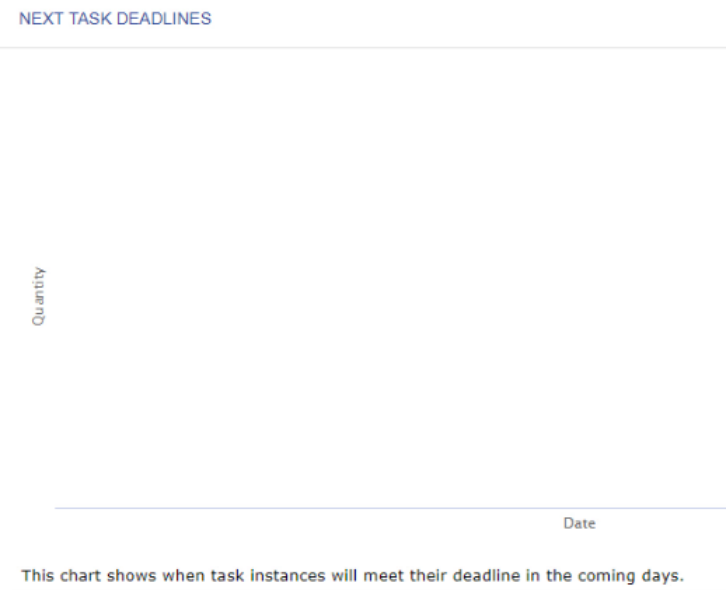 NEXT TASK DEADLINES
Quantity
Date
This chart shows when task instances will meet their deadline in the coming days.